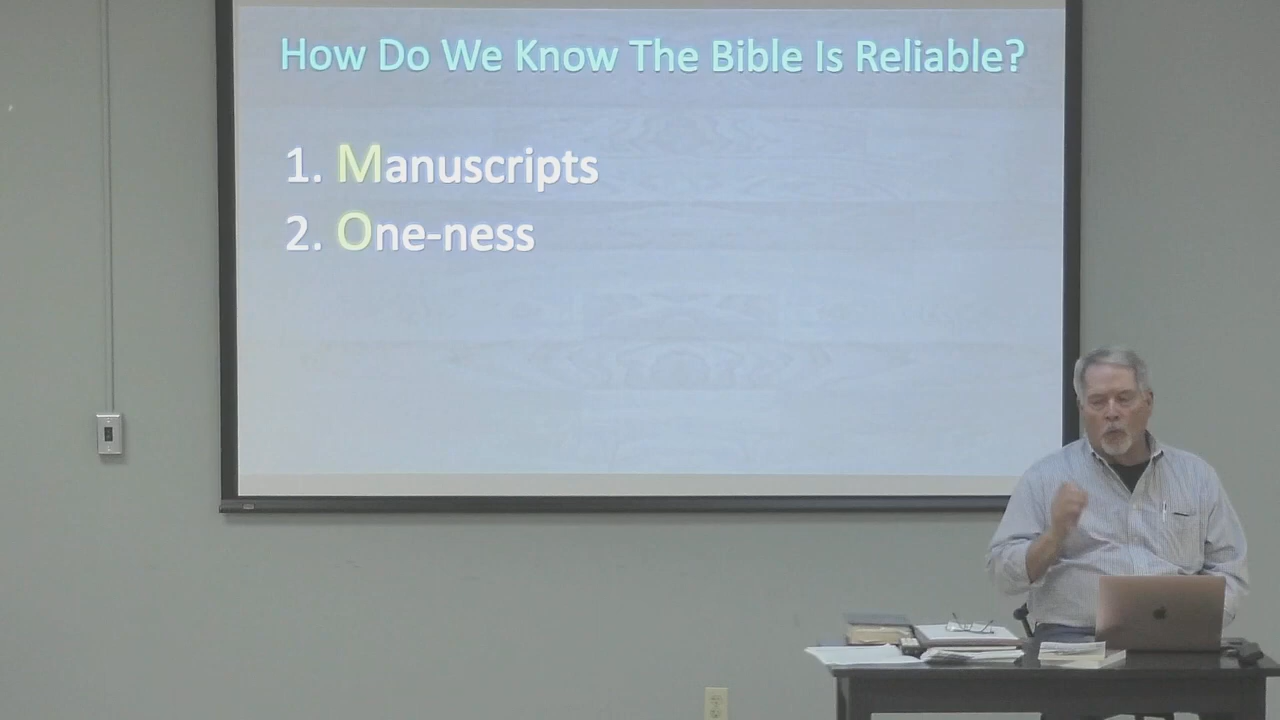 How Do We Know The Bible Is Reliable?
1. Manuscripts
2. One-ness